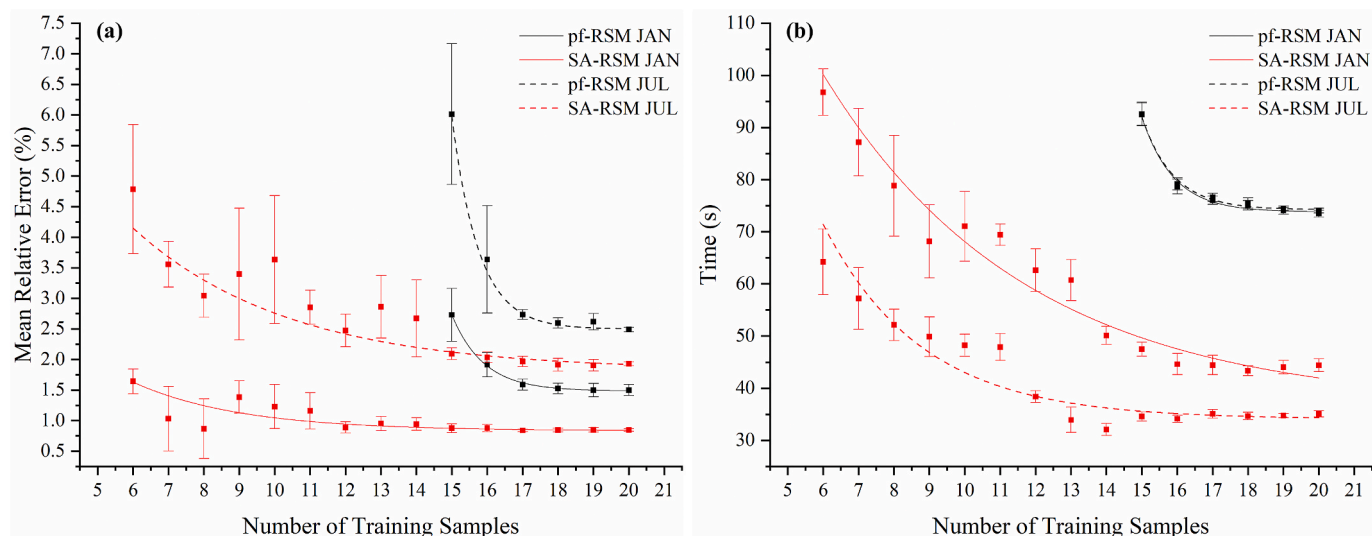 (a)
pf-RSM JAN
SA-RSM JAN
pf-RSM JUL
SA-RSM JUL
Mean Relative Error (%)
7.5
7.0
6.5
6.0
5.5
5.0
4.5
4.0
3.5
3.0
2.5
2.0
1.5
1.0
0.5
5 6 7 8 9 10 11 12 13 14 15 16 17 18 19 20 21
Number of Training Samples
(b)
pf-RSM JAN
SA-RSM JAN
pf-RSM JUL
SA-RSM JUL
Time (s)
110
100
90
80
70
60
50
40
30
5 6 7 8 9 10 11 12 13 14 15 16 17 18 19 20 21
Number of Training Samples